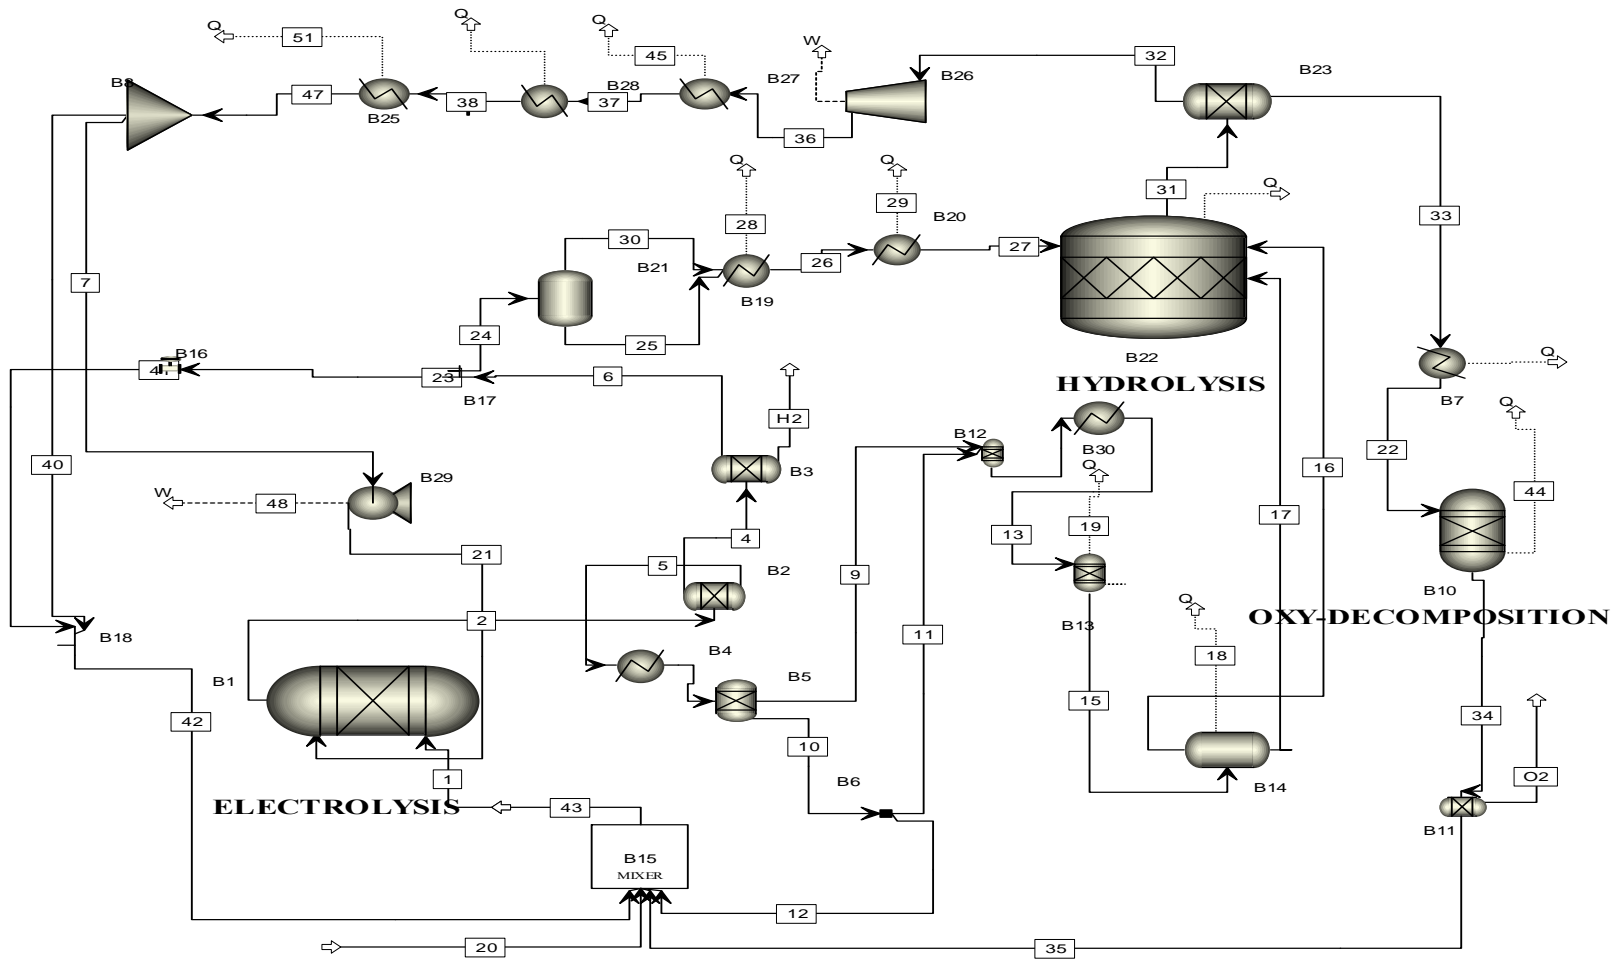 Q
51
Q
Q
45
W
32
B8
47
B25
38
B28
37
B27
B26
B23
36
Q
Q
31
Q
33
28
29
B20
7
30
B21
26
27
B19
24
25
B22
B16
4
23
6
B17
HYDROLYSIS
Q
B7
Q
H2
B12
B30
22
40
B29
B3
Q
16
W
48
17
44
13
19
21
4
5
B2
9
B10
Q
OXY-DECOMPOSITION
2
B18
11
B13
B1
B4
18
B5
15
42
10
34
1
B6
B14
O2
ELECTROLYSIS
43
B11
B15
MIXER
12
20
35